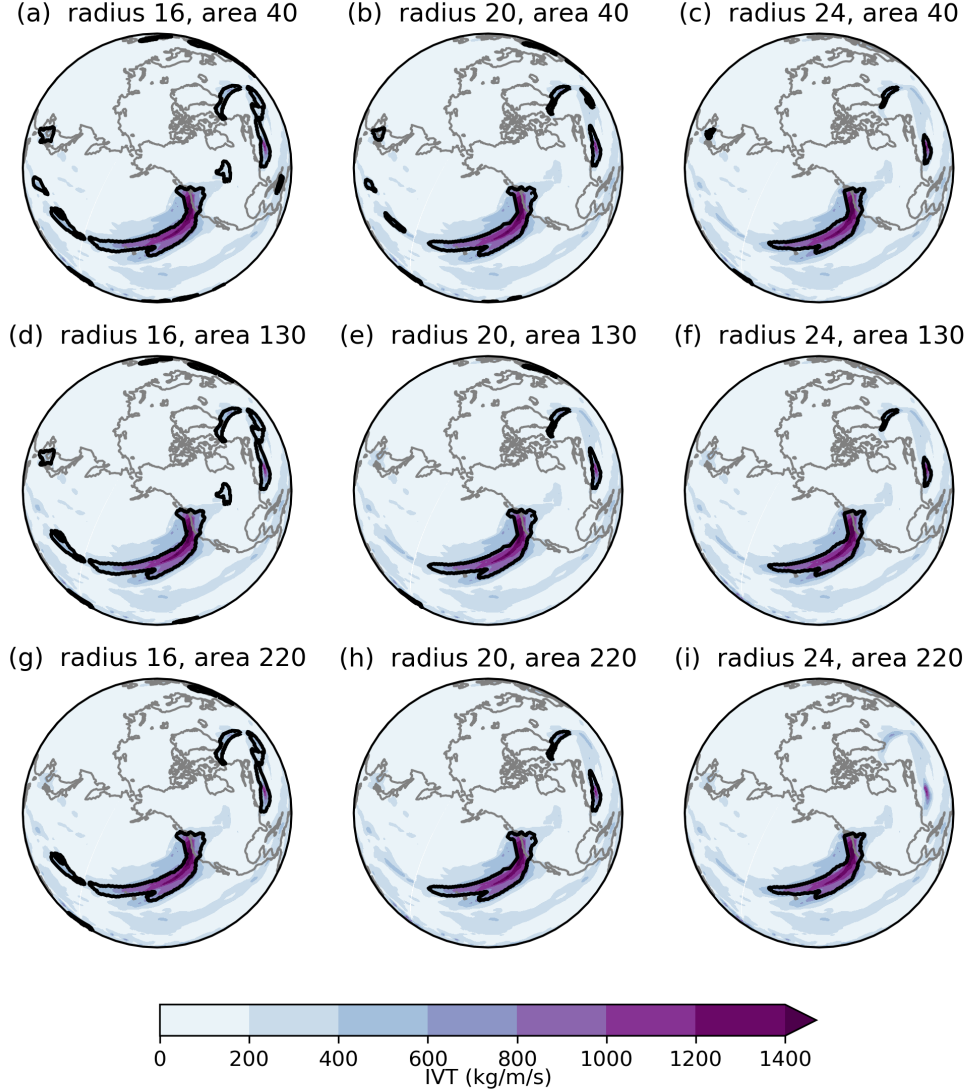 (a) radius 16, area 40
(b) radius 20, area 40
(c) radius 24, area 40
(d) radius 16, area 130
(e) radius 20, area 130
(f) radius 24, area 130
(g) radius 16, area 220
(h) radius 20, area 220
(i) radius 24, area 220
0 200 400 600 800 1000 1200 1400
IVT (kg/m/s)